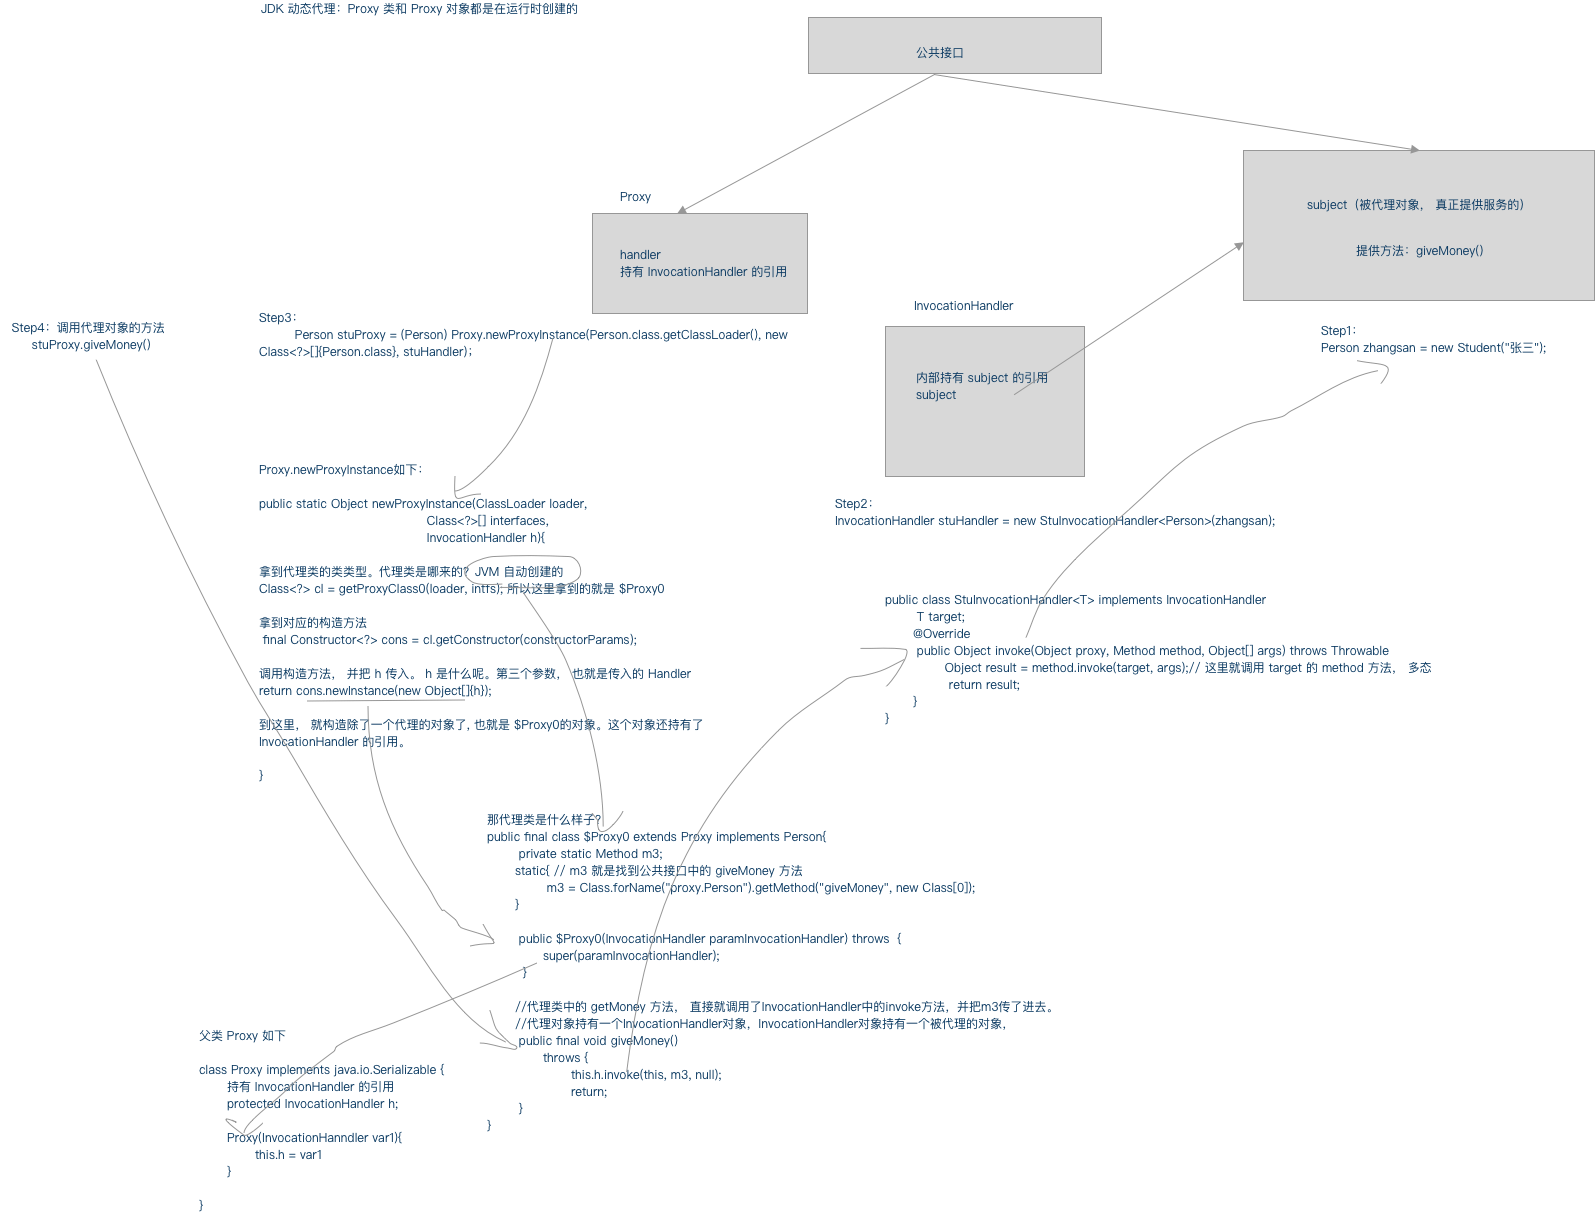 JDK 动态代理：Proxy 类和 Proxy 对象都是在运行时创建的
公共接口
Proxy
handler
持有 InvocationHandler 的引用
subject（被代理对象， 真正提供服务的）
提供方法：giveMoney()
InvocationHandler
内部持有 subject 的引用
subject
Step1：
Person zhangsan = new Student("张三");
Step2：
InvocationHandler stuHandler = new StuInvocationHandler<Person>(zhangsan);
public class StuInvocationHandler<T> implements InvocationHandler
T target;
@Override
public Object invoke(Object proxy, Method method, Object[] args) throws Throwable
Object result = method.invoke(target, args);// 这里就调用 target 的 method 方法， 多态
return result;
}
}
Step3：
Person stuProxy = (Person) Proxy.newProxyInstance(Person.class.getClassLoader(), new
Class<?>[]{Person.class}, stuHandler)；
Step4：调用代理对象的方法
stuProxy.giveMoney()
Proxy.newProxyInstance如下：
public static Object newProxyInstance(ClassLoader loader,
Class<?>[] interfaces,
InvocationHandler h){
拿到代理类的类类型。代理类是哪来的？JVM 自动创建的
Class<?> cl = getProxyClass0(loader, intfs); 所以这里拿到的就是 $Proxy0
拿到对应的构造方法
final Constructor<?> cons = cl.getConstructor(constructorParams);
调用构造方法， 并把 h 传入。 h 是什么呢。第三个参数， 也就是传入的 Handler
return cons.newInstance(new Object[]{h});
到这里， 就构造除了一个代理的对象了, 也就是 $Proxy0的对象。这个对象还持有了
InvocationHandler 的引用。
}
那代理类是什么样子？
public final class $Proxy0 extends Proxy implements Person{
private static Method m3;
static{ // m3 就是找到公共接口中的 giveMoney 方法
m3 = Class.forName("proxy.Person").getMethod("giveMoney", new Class[0]);
}
public $Proxy0(InvocationHandler paramInvocationHandler) throws {
super(paramInvocationHandler);
}
//代理类中的 getMoney 方法， 直接就调用了InvocationHandler中的invoke方法，并把m3传了进去。
//代理对象持有一个InvocationHandler对象，InvocationHandler对象持有一个被代理的对象，
public final void giveMoney()
throws {
this.h.invoke(this, m3, null);
return;
}
}
父类 Proxy 如下
class Proxy implements java.io.Serializable {
持有 InvocationHandler 的引用
protected InvocationHandler h;
Proxy(InvocationHanndler var1){
this.h = var1
}
}